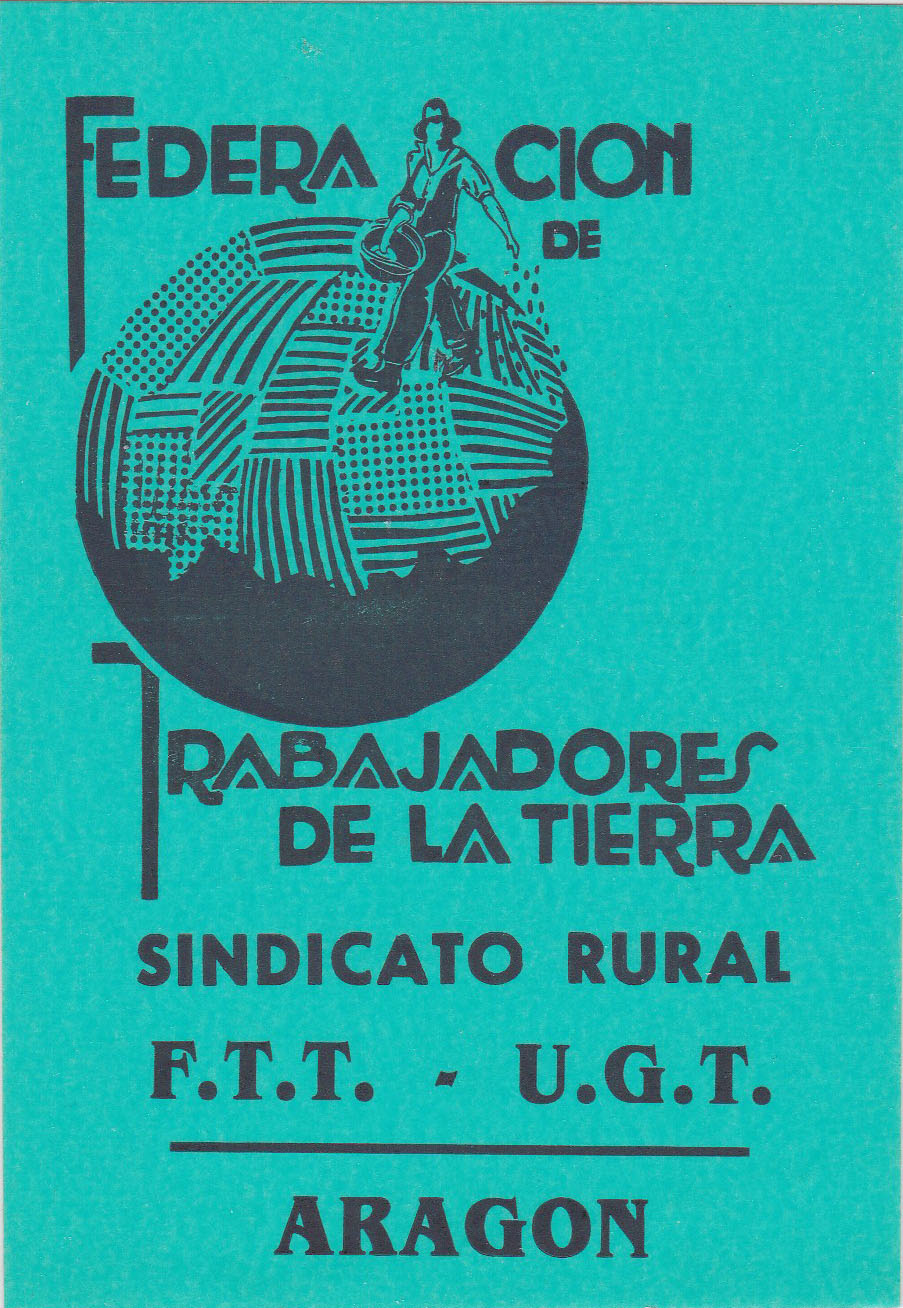 FEDERACION
DE
TRABAJADORES
DE LA TIERRA
SINDICATO RURAL
F.T.T. - U.G.T.
ARAGON